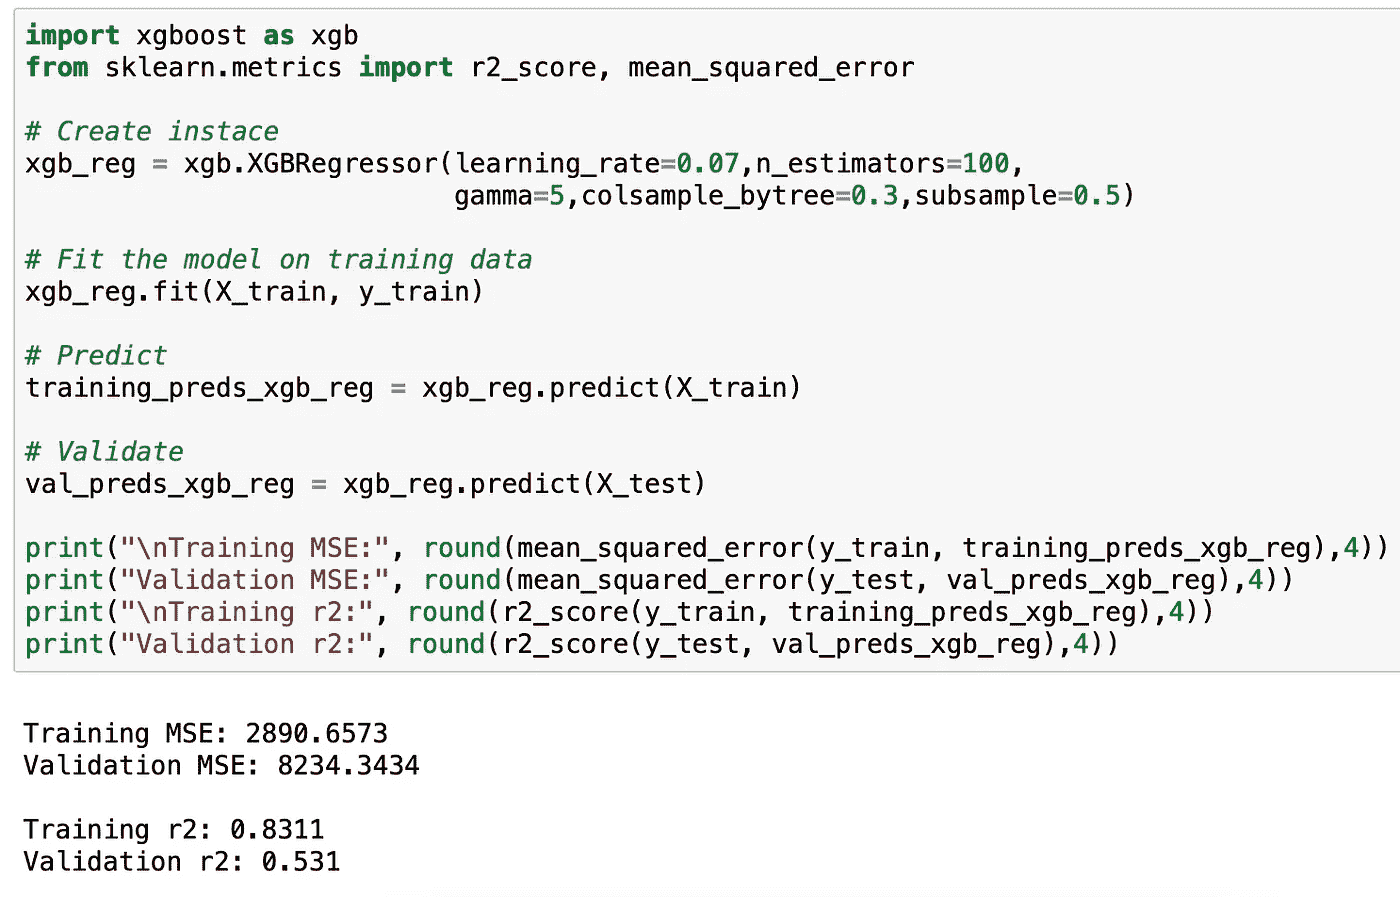 import xgboost as xgb
from sklearn.metrics import r2_score, mean_squared_error
# Create instace
xgb_reg = xgb.XGBRegressor(learning_rate=0.07,n_estimators=100,
gamma=5,colsample_bytree=0.3,subsample=0.5)
# Fit the model on training data
xgb_reg.fit(X_train, y_train)
# Predict
training_preds_xgb_reg = xgb_reg.predict(X_train)
# Validate
val_preds_xgb_reg = xgb_reg.predict(X_test)
print("\nTraining MSE:", round(mean_squared_error(y_train, training_preds_xgb_reg),4))
print("Validation MSE:", round(mean_squared_error(y_test, val_preds_xgb_reg),4))
print("\nTraining r2:", round(r2_score(y_train, training_preds_xgb_reg),4))
print("Validation r2:", round(r2_score(y_test, val_preds_xgb_reg),4))
Training MSE: 2890.6573
Validation MSE: 8234.3434
Training r2: 0.8311
Validation r2: 0.531